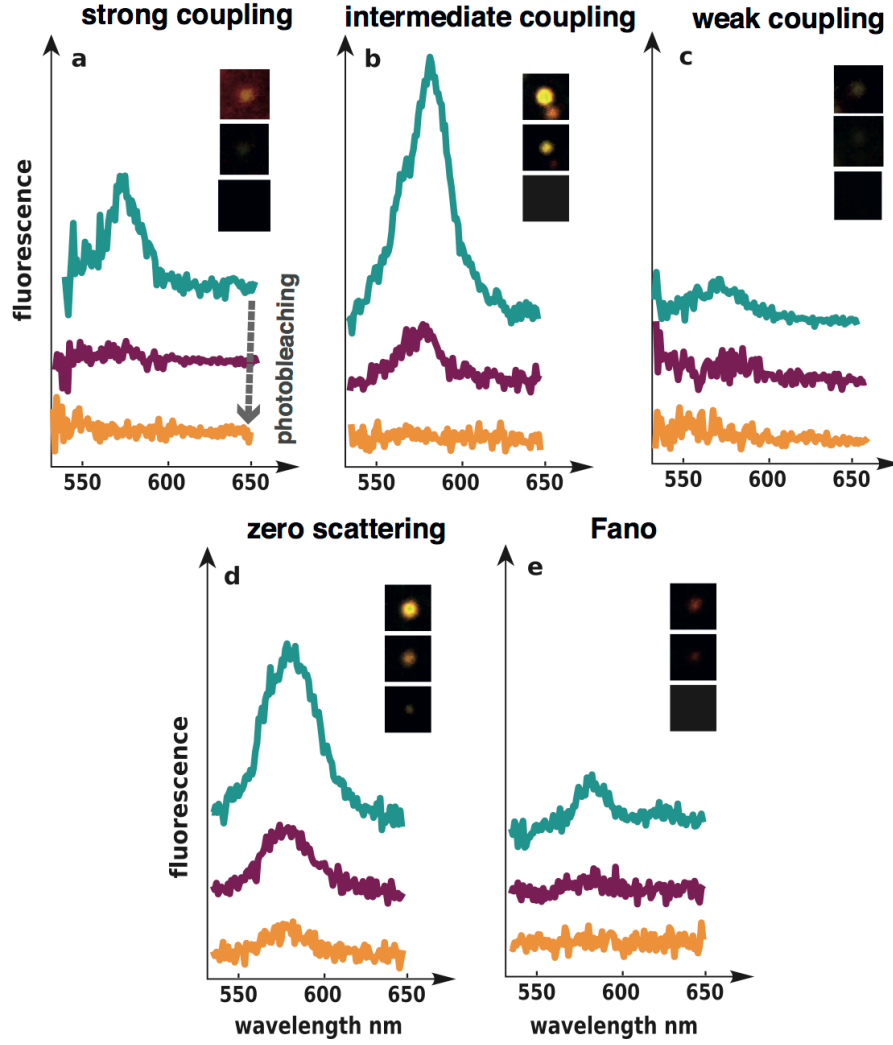 strong coupling
intermediate coupling
weak coupling
a
b
c
fluorescence
photobleaching
550 600 650
550 600 650
550 600 650
zero scattering
Fano
d
e
fluorescence
550 600 650
550 600 650
wavelength nm
wavelength nm